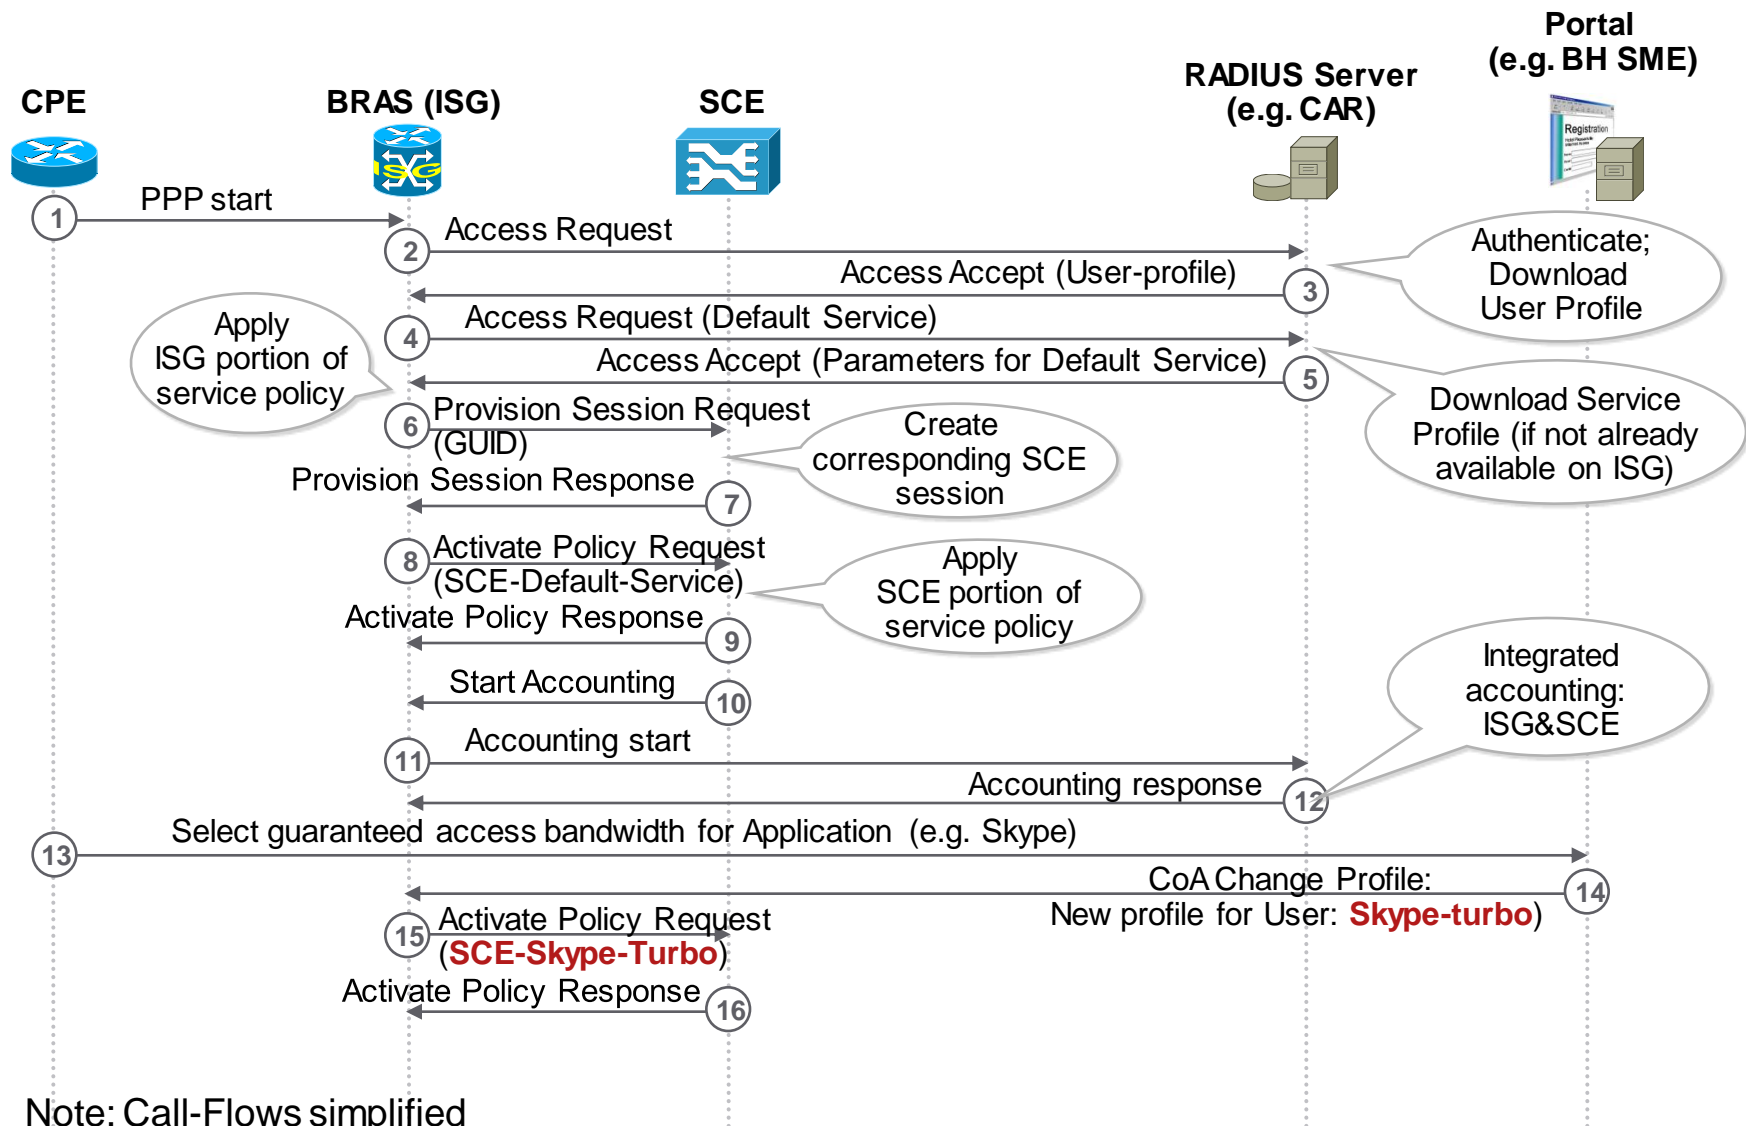 Portal
(e.g. BH SME)
RADIUS Server
(e.g. CAR)
CPE
BRAS (ISG)
SCE
Registration
ISG
1
PPP start
2
Access Request
Authenticate;
Download
User Profile
Access Accept (User-profile)
3
Apply
ISG portion of
service policy
4
Access Request (Default Service)
Access Accept (Parameters for Default Service)
5
Download Service
Profile (if not already
available on ISG)
6
Provision Session Request
(GUID)
Create
corresponding SCE
session
Provision Session Response
7
8
Activate Policy Request
(SCE-Default-Service)
Apply
SCE portion of
service policy
Activate Policy Response
9
Start Accounting
10
Integrated
accounting:
ISG&SCE
11
Accounting start
Accounting response
12
13
Select guaranteed access bandwidth for Application (e.g. Skype)
CoA Change Profile:
New profile for User: Skype-turbo)
14
15
Activate Policy Request
(SCE-Skype-Turbo)
Activate Policy Response
16
Note: Call-Flows simplified